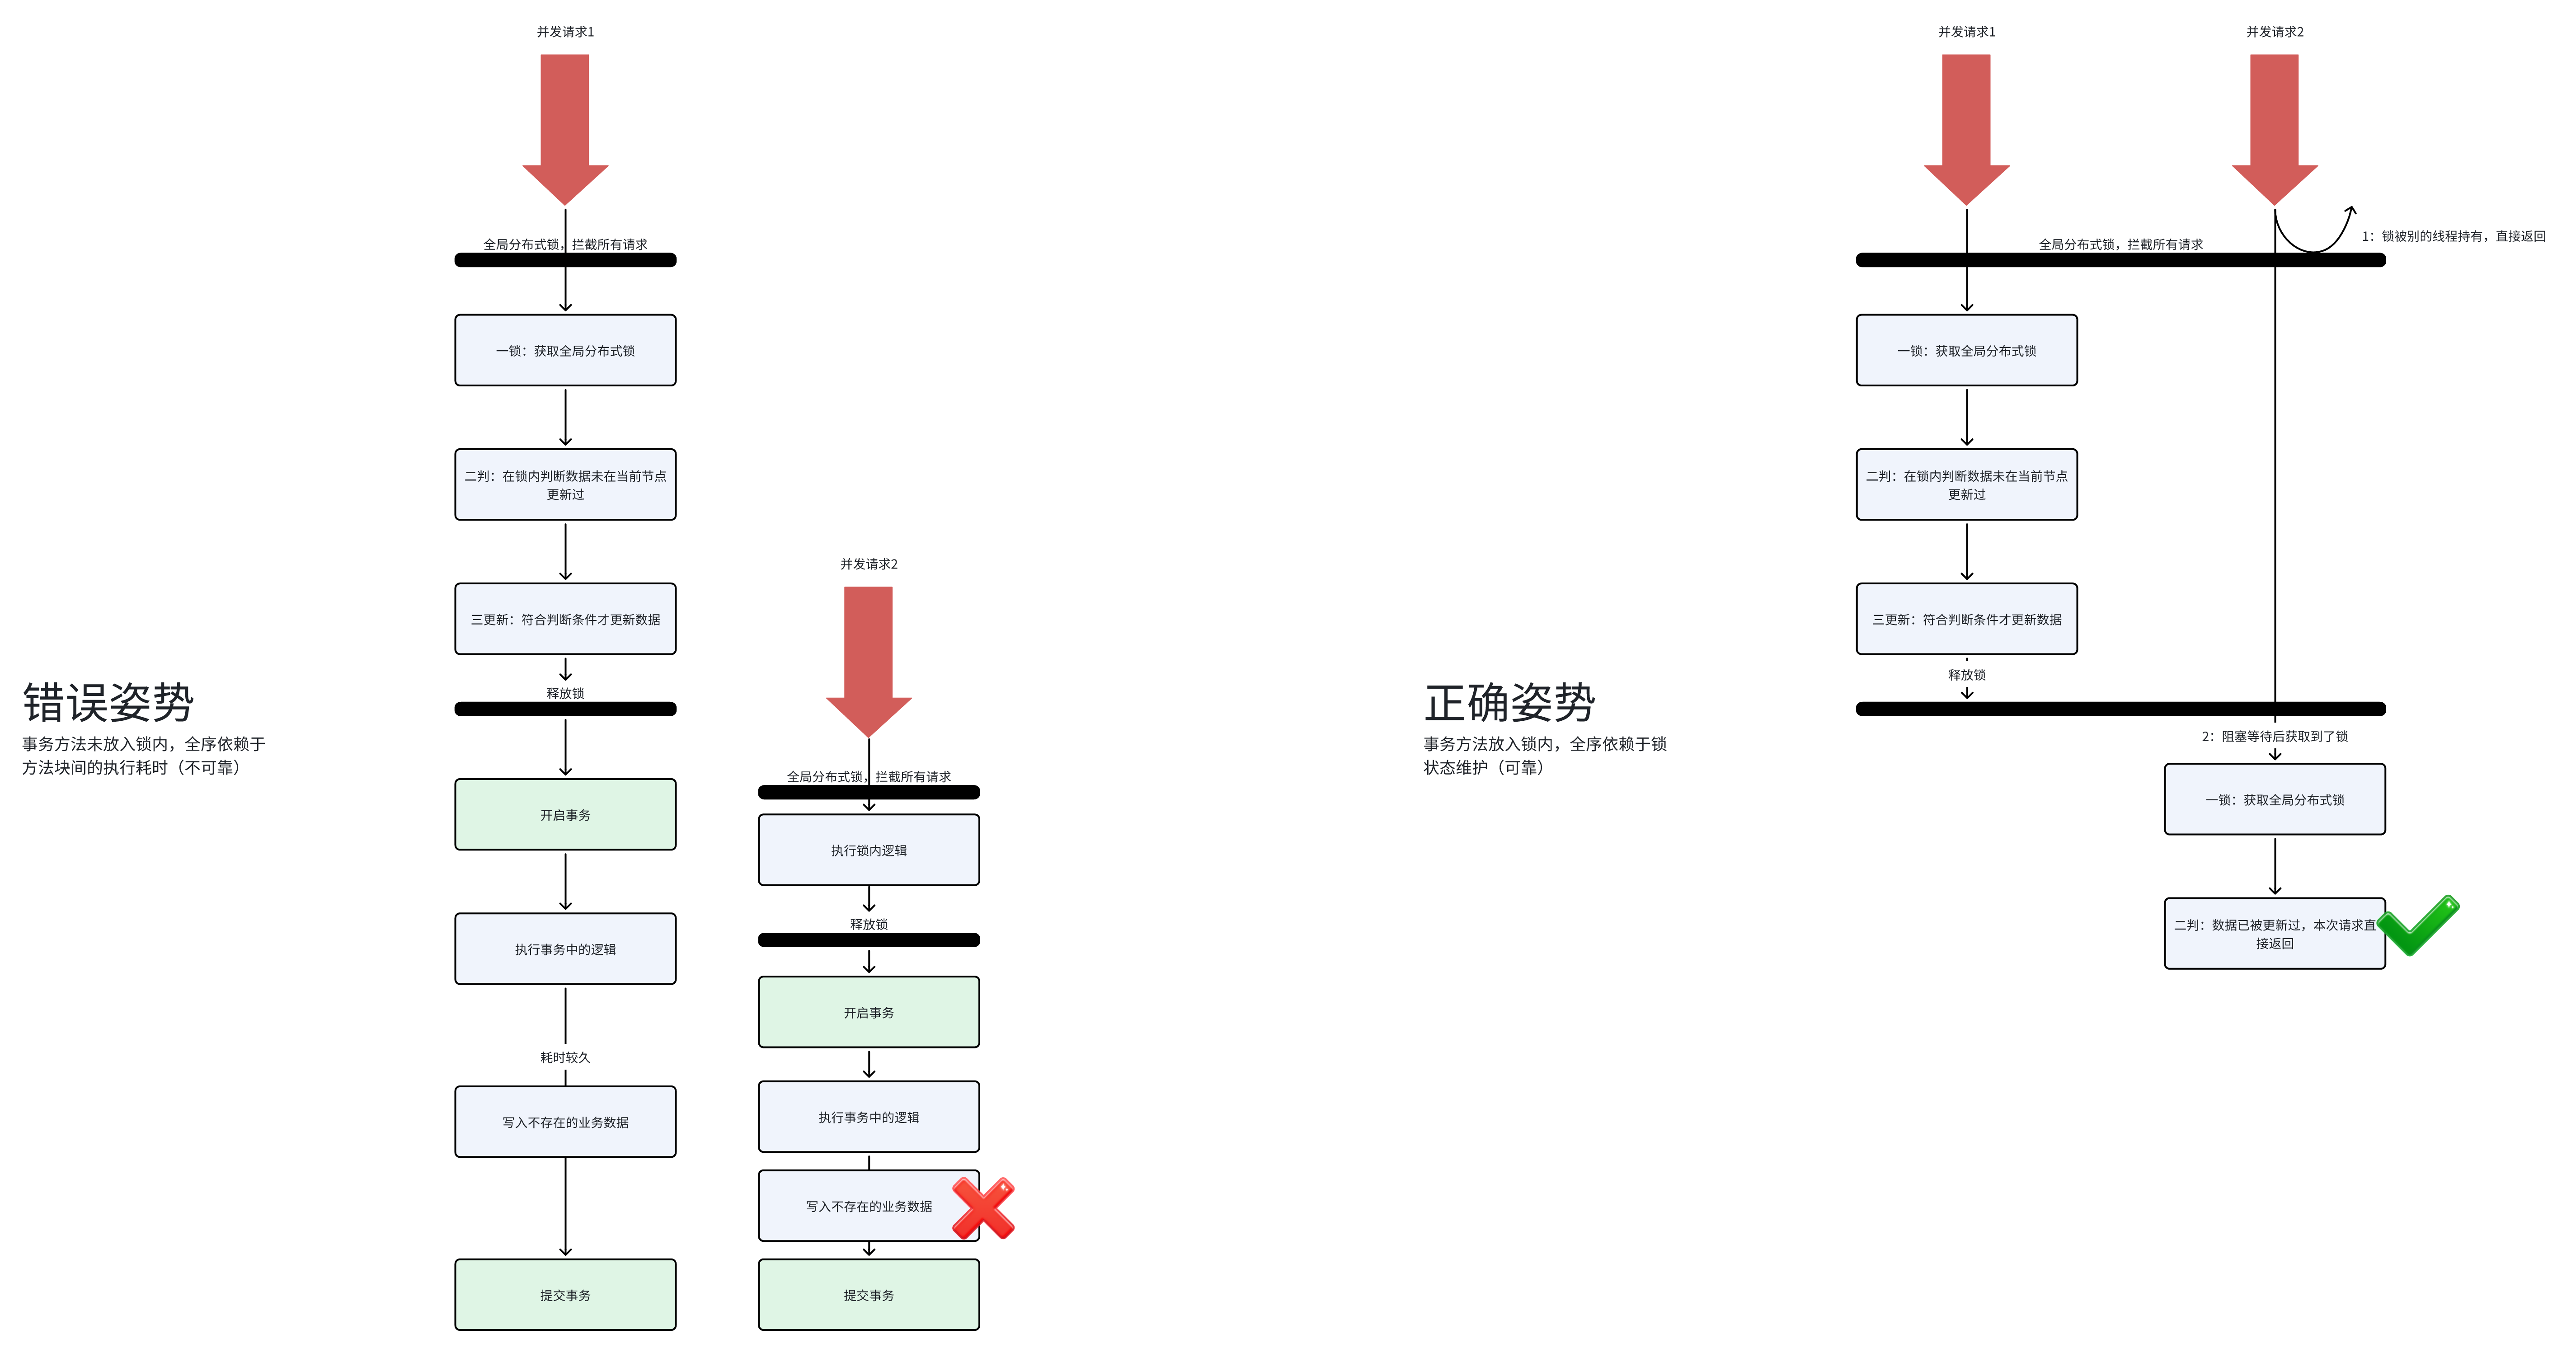 并发请求1
全局分布式锁，拦截所有请求
一锁：获取全局分布式锁
二判：在锁内判断数据未在当前节点
更新过
三更新：符合判断条件才更新数据
释放锁
开启事务
执行事务中的逻辑
耗时较久
写入不存在的业务数据
提交事务
错误姿势
事务方法未放入锁内，全序依赖于
方法块间的执行耗时（不可靠）
并发请求2
全局分布式锁，拦截所有请求
执行锁内逻辑
释放锁
开启事务
执行事务中的逻辑
写入不存在的业务数据
提交事务
正确姿势
事务方法放入锁内，全序依赖于锁
状态维护（可靠）
并发请求1
全局分布式锁，拦截所有请求
一锁：获取全局分布式锁
二判：在锁内判断数据未在当前节点
更新过
三更新：符合判断条件才更新数据
释放锁
并发请求2
1：锁被别的线程持有，直接返回
2：阻塞等待后获取到了锁
一锁：获取全局分布式锁
二判：数据已被更新过，本次请求直
接返回